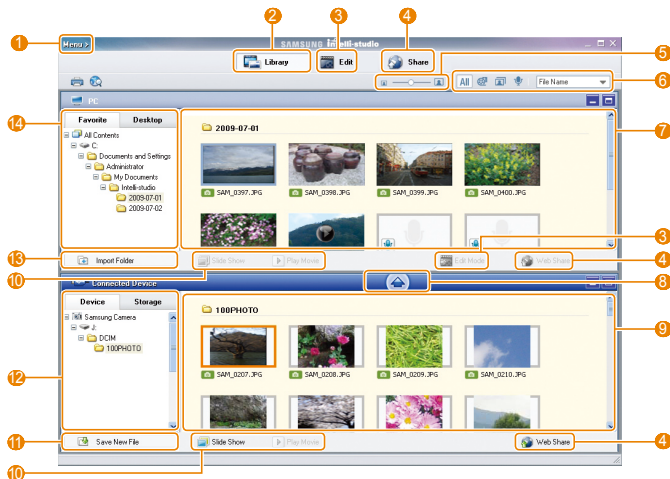 2 3 4
1 Menu > SAMSUNG intelli-studio
Library Edit Share 5
All File Name 6
PC
14 Favorite Desktop 7
All Contents 2009-07-01
C:
Documents and Settings
Administrator
My Documents
SAM_0397.JPG SAM_0398.JPG SAM_0399.JPG SAM_0400.JPG
Intelli-studio
2009-07-01
2009-07-02
3
13 Import Folder Slide Show Play Movie Edit Mode Web Share 4
10 8
Connected Device
Device Storage
Samsung Camera 100PHOTO
J: 9
DCIM
100PHOTO
SAM_0207.JPG SAM_0208.JPG SAM_0209.JPG SAM_0210.JPG
12
11 Save New File Slide Show Play Movie Web Share 4
10